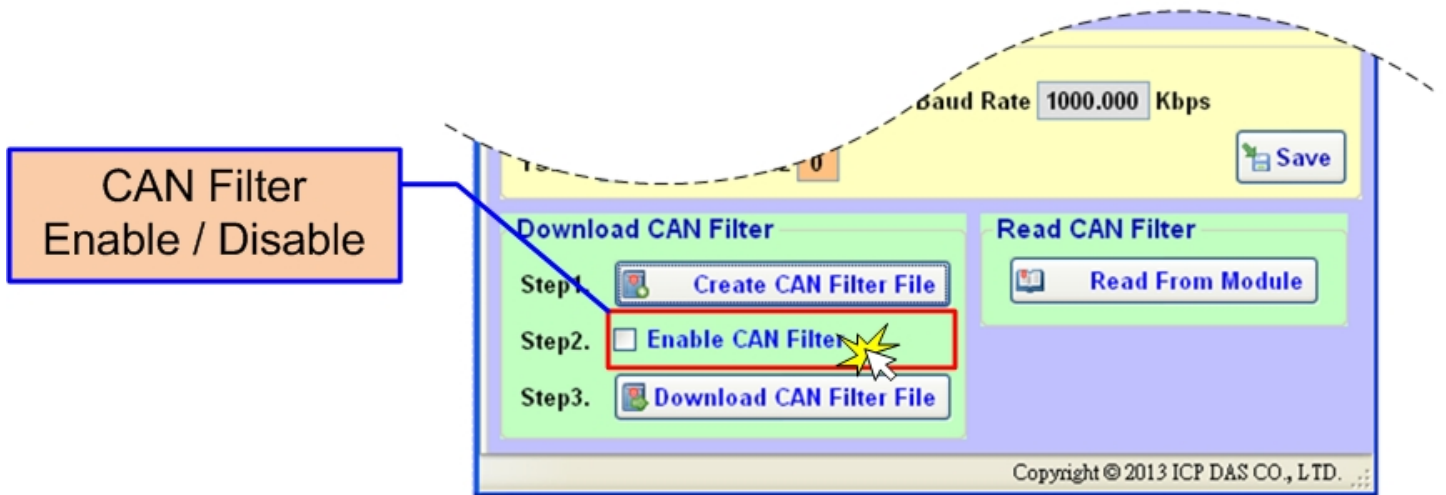 Baud Rate 1000.000 Kbps
0
Save
CAN Filter
Enable / Disable
Download CAN Filter
Read CAN Filter
Step1. Create CAN Filter File
Read From Module
Step2. Enable CAN Filter
Step3. Download CAN Filter File
Copyright © 2013 ICP DAS CO., LTD.